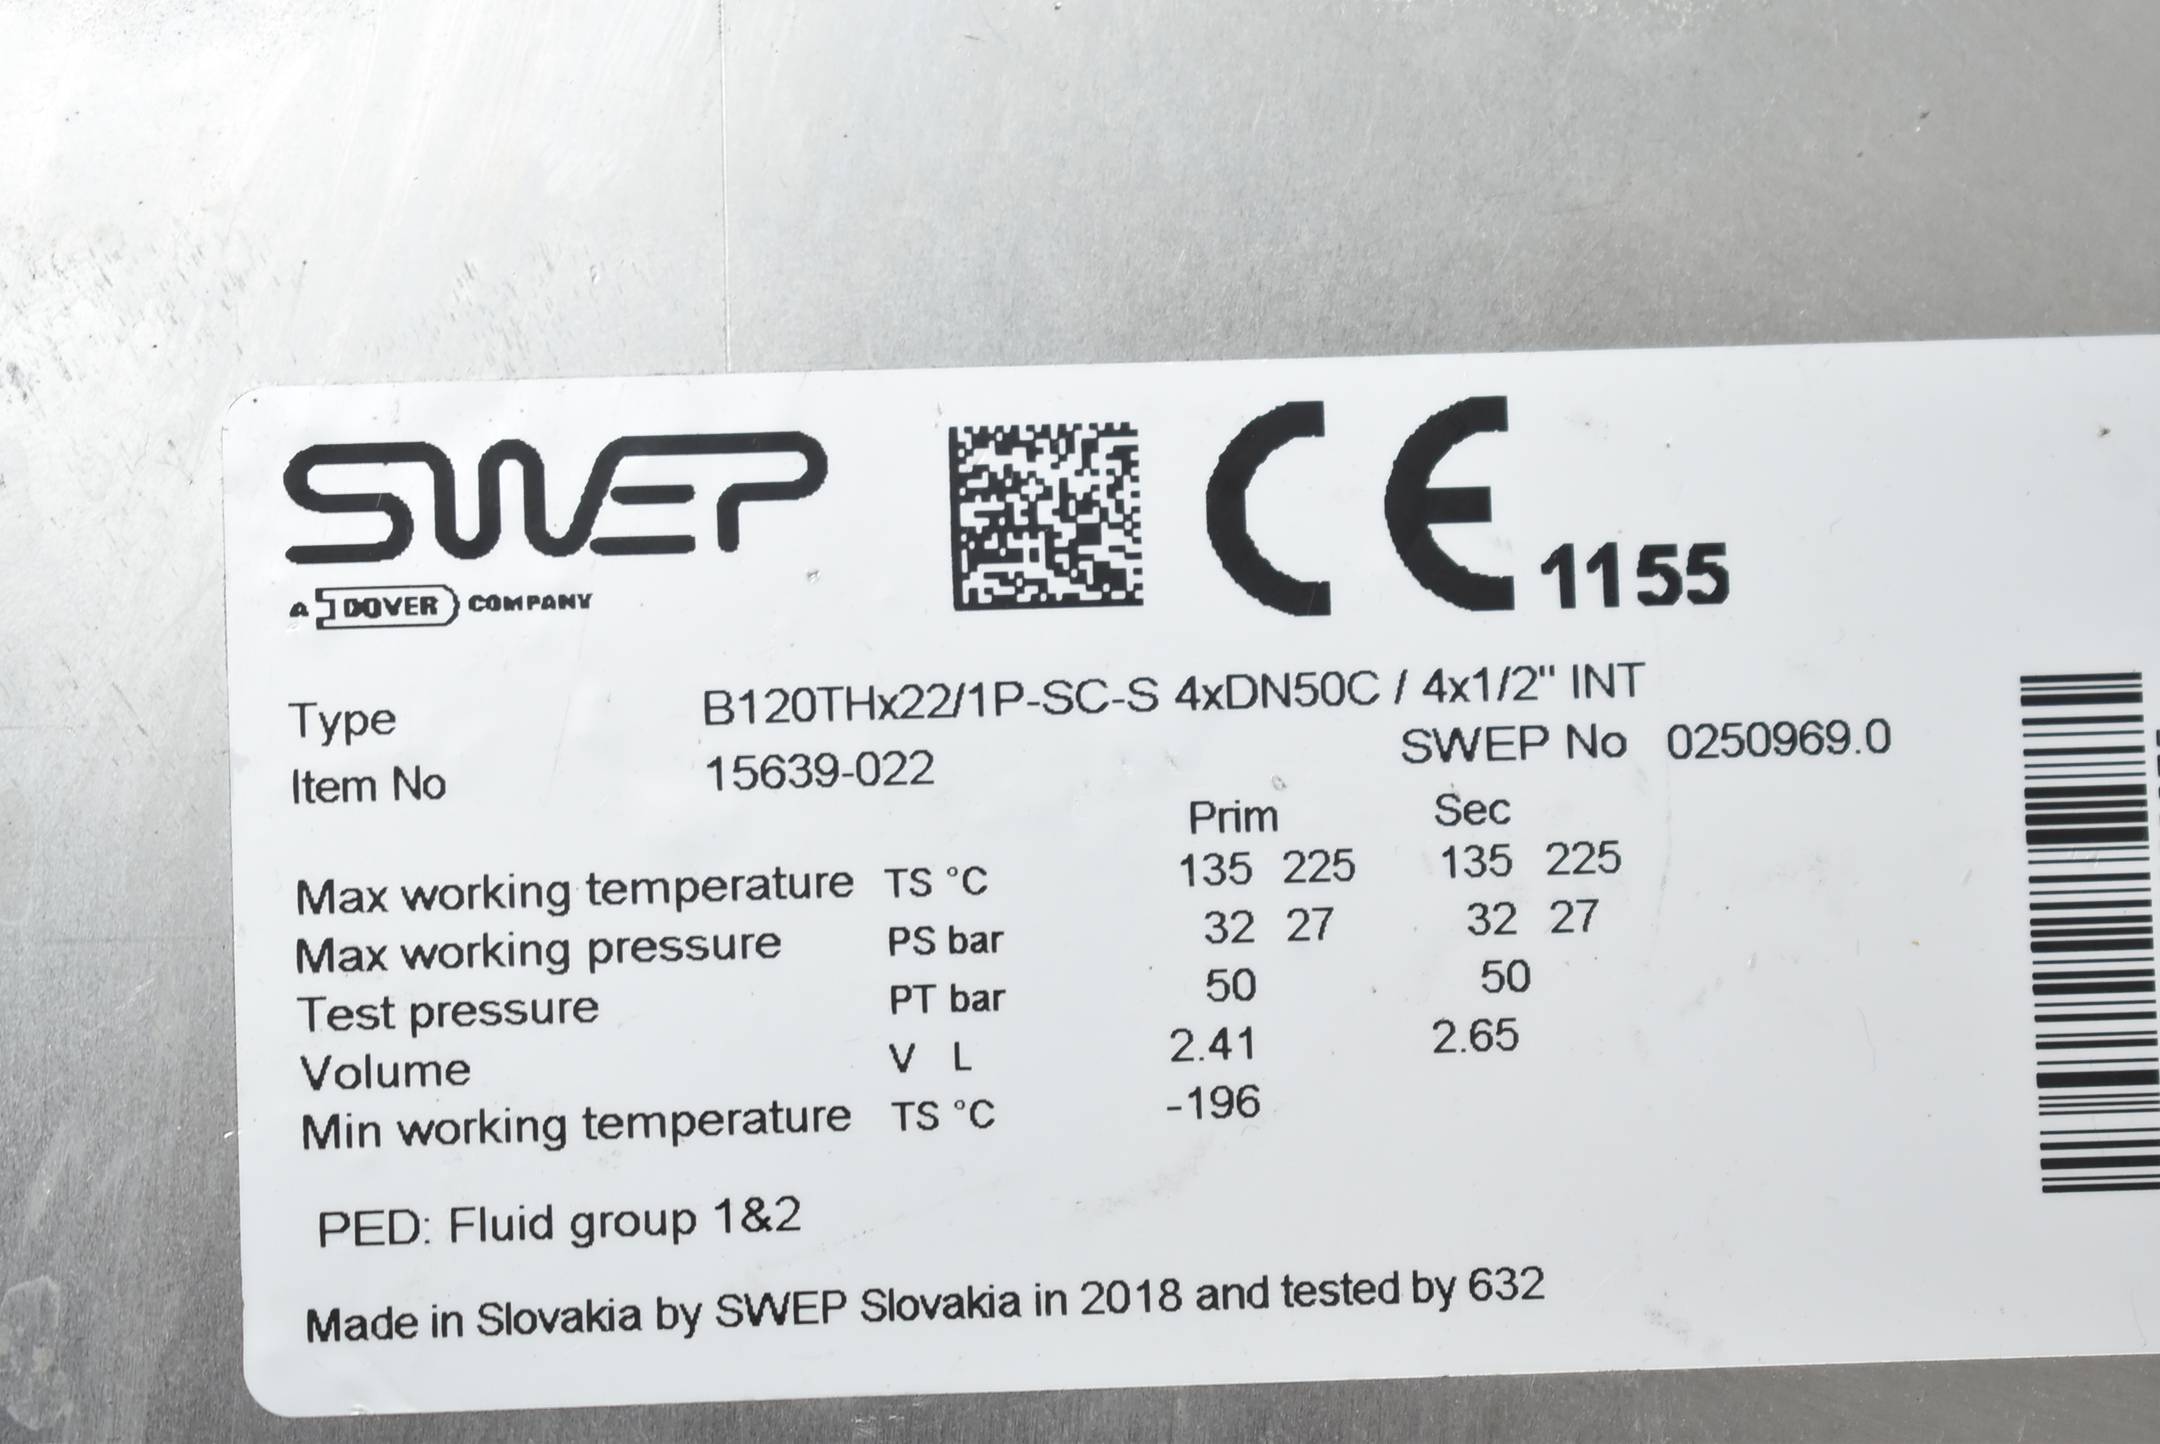 SWEP
A DOVER COMPANY
CE 1155
Type B120THx22/1P-SC-S 4xDN50C / 4x1/2" INT
Item No 15639-022 SWEP No 0250969.0
Prim Sec
Max working temperature TS °C 135 225 135 225
Max working pressure PS bar 32 27 32 27
Test pressure PT bar 50 50
Volume V L 2.41 2.65
Min working temperature TS °C -196
PED: Fluid group 1&2
Made in Slovakia by SWEP Slovakia in 2018 and tested by 632